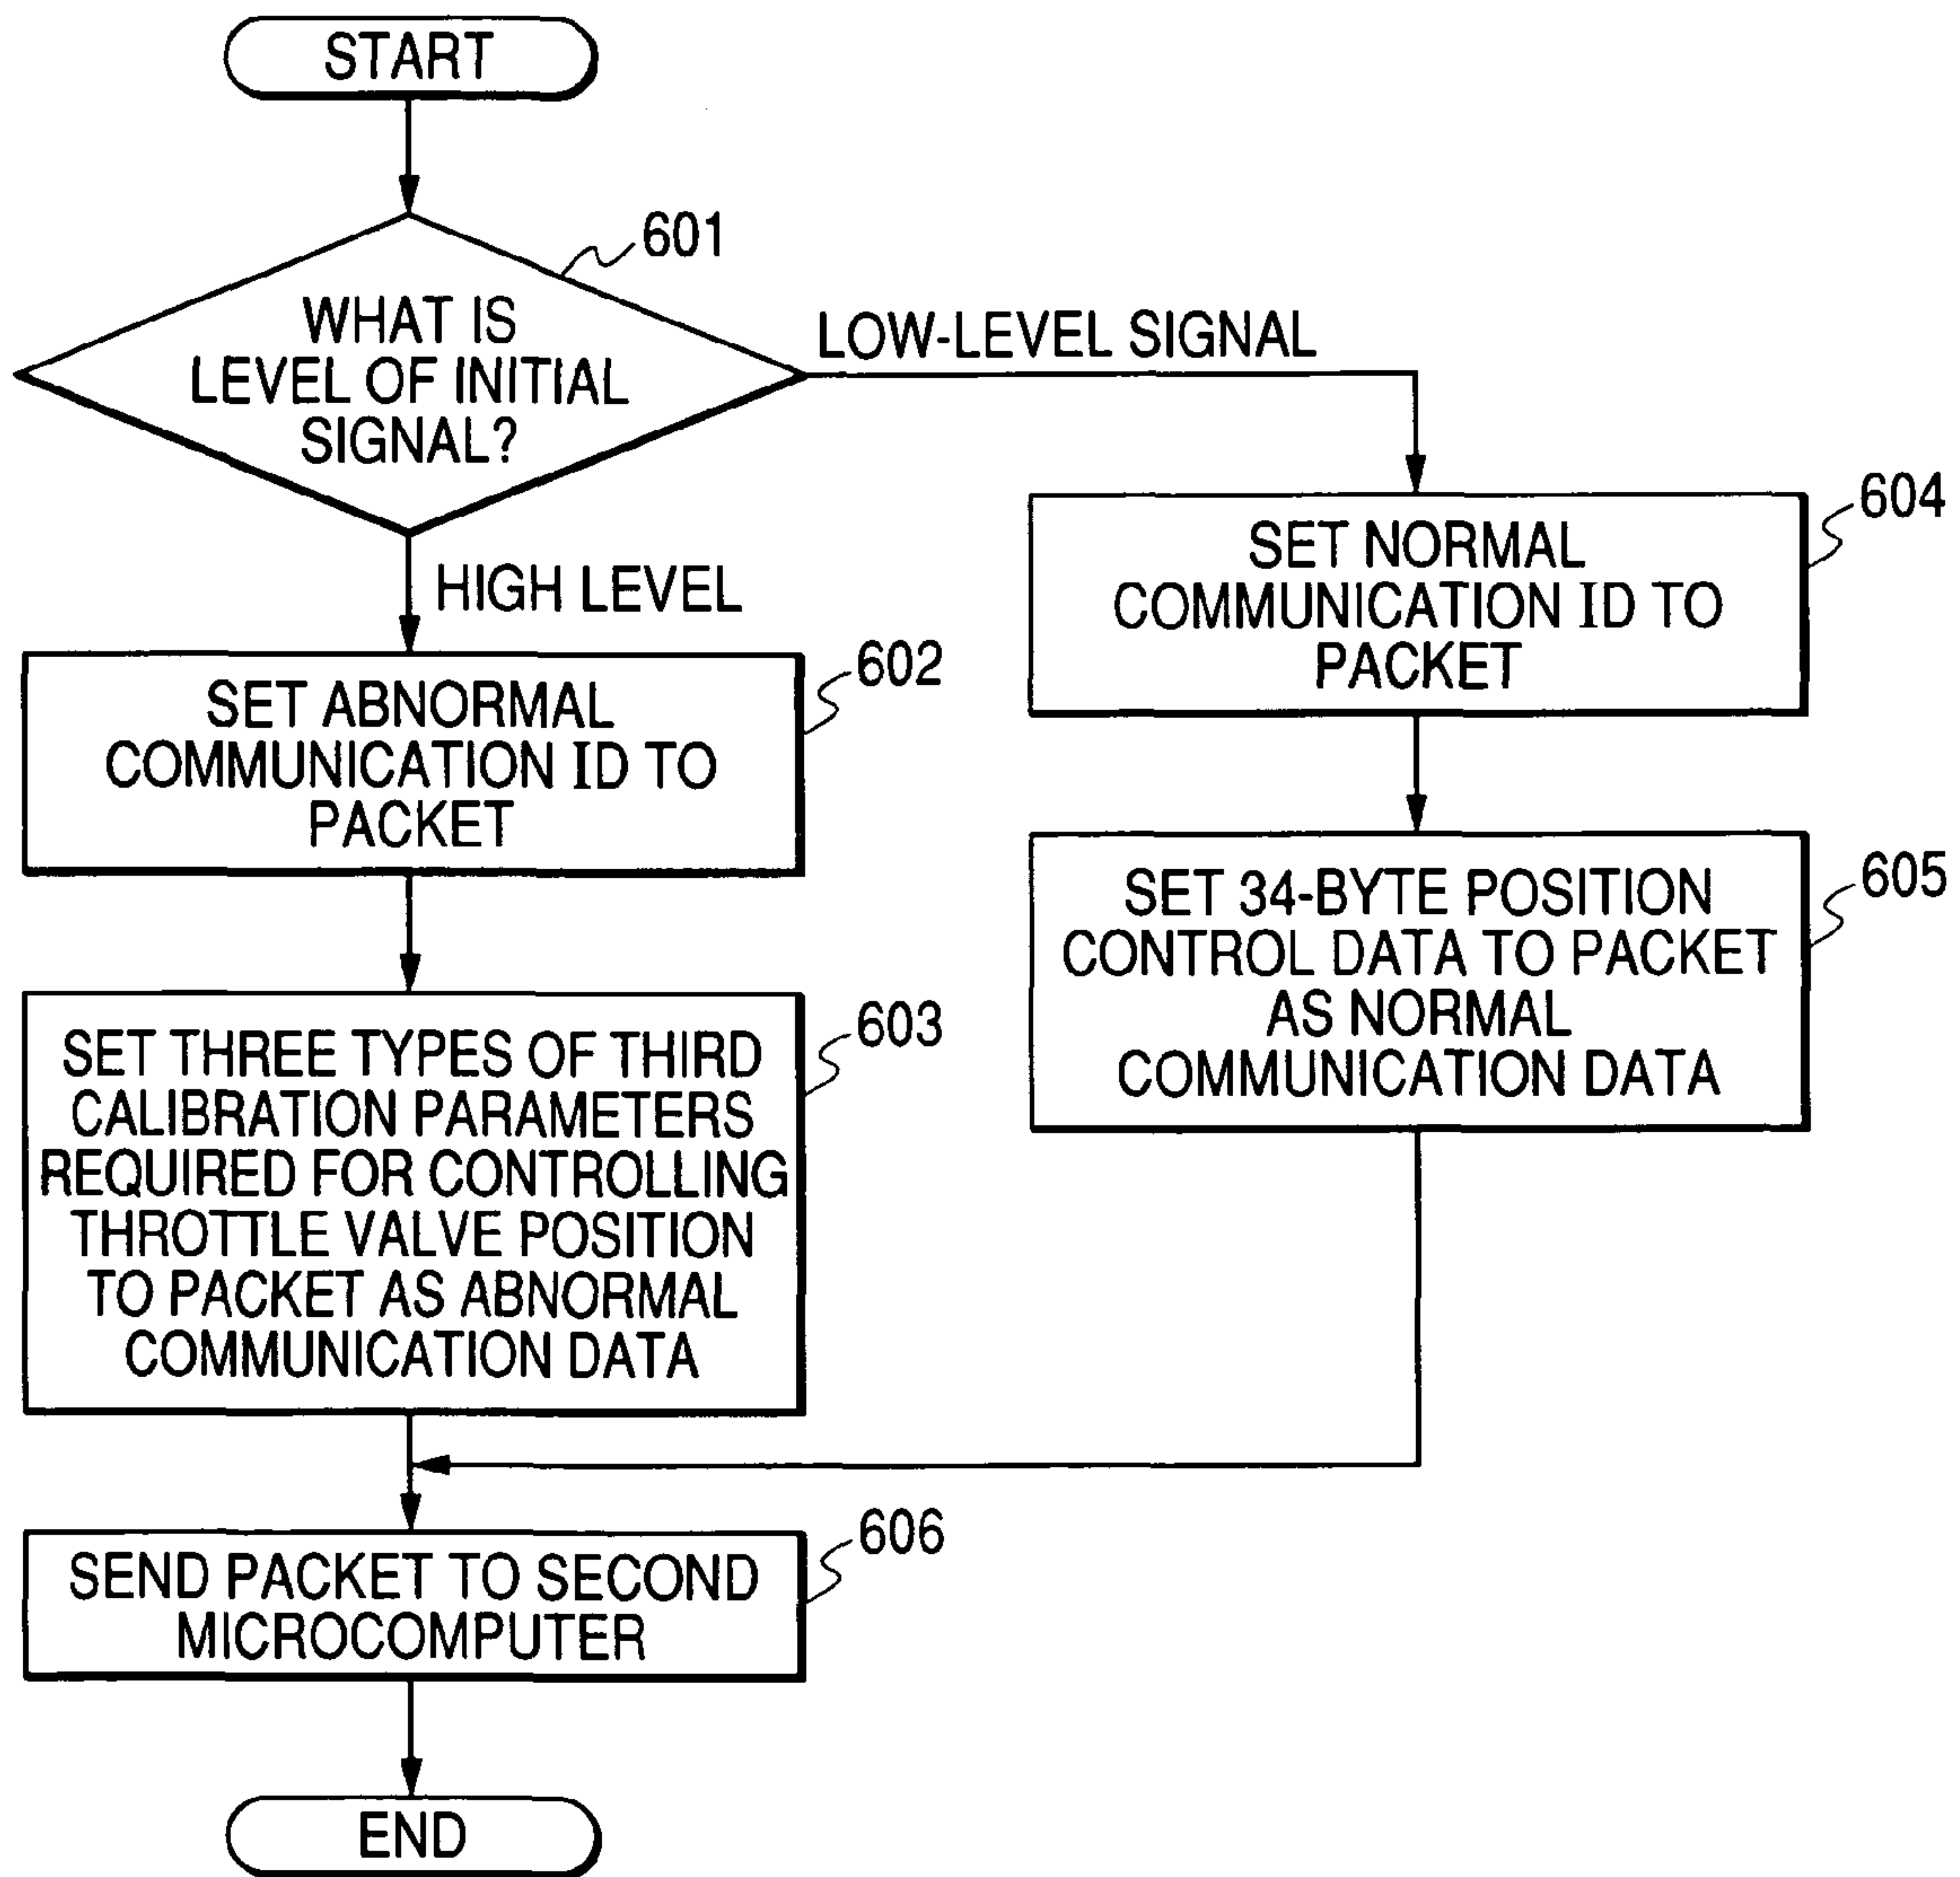 START
601
WHAT IS
LEVEL OF INITIAL
SIGNAL?
LOW-LEVEL SIGNAL
HIGH LEVEL
602
SET ABNORMAL
COMMUNICATION ID TO
PACKET
603
SET THREE TYPES OF THIRD
CALIBRATION PARAMETERS
REQUIRED FOR CONTROLLING
THROTTLE VALVE POSITION
TO PACKET AS ABNORMAL
COMMUNICATION DATA
604
SET NORMAL
COMMUNICATION ID TO
PACKET
605
SET 34-BYTE POSITION
CONTROL DATA TO PACKET
AS NORMAL
COMMUNICATION DATA
606
SEND PACKET TO SECOND
MICROCOMPUTER
END